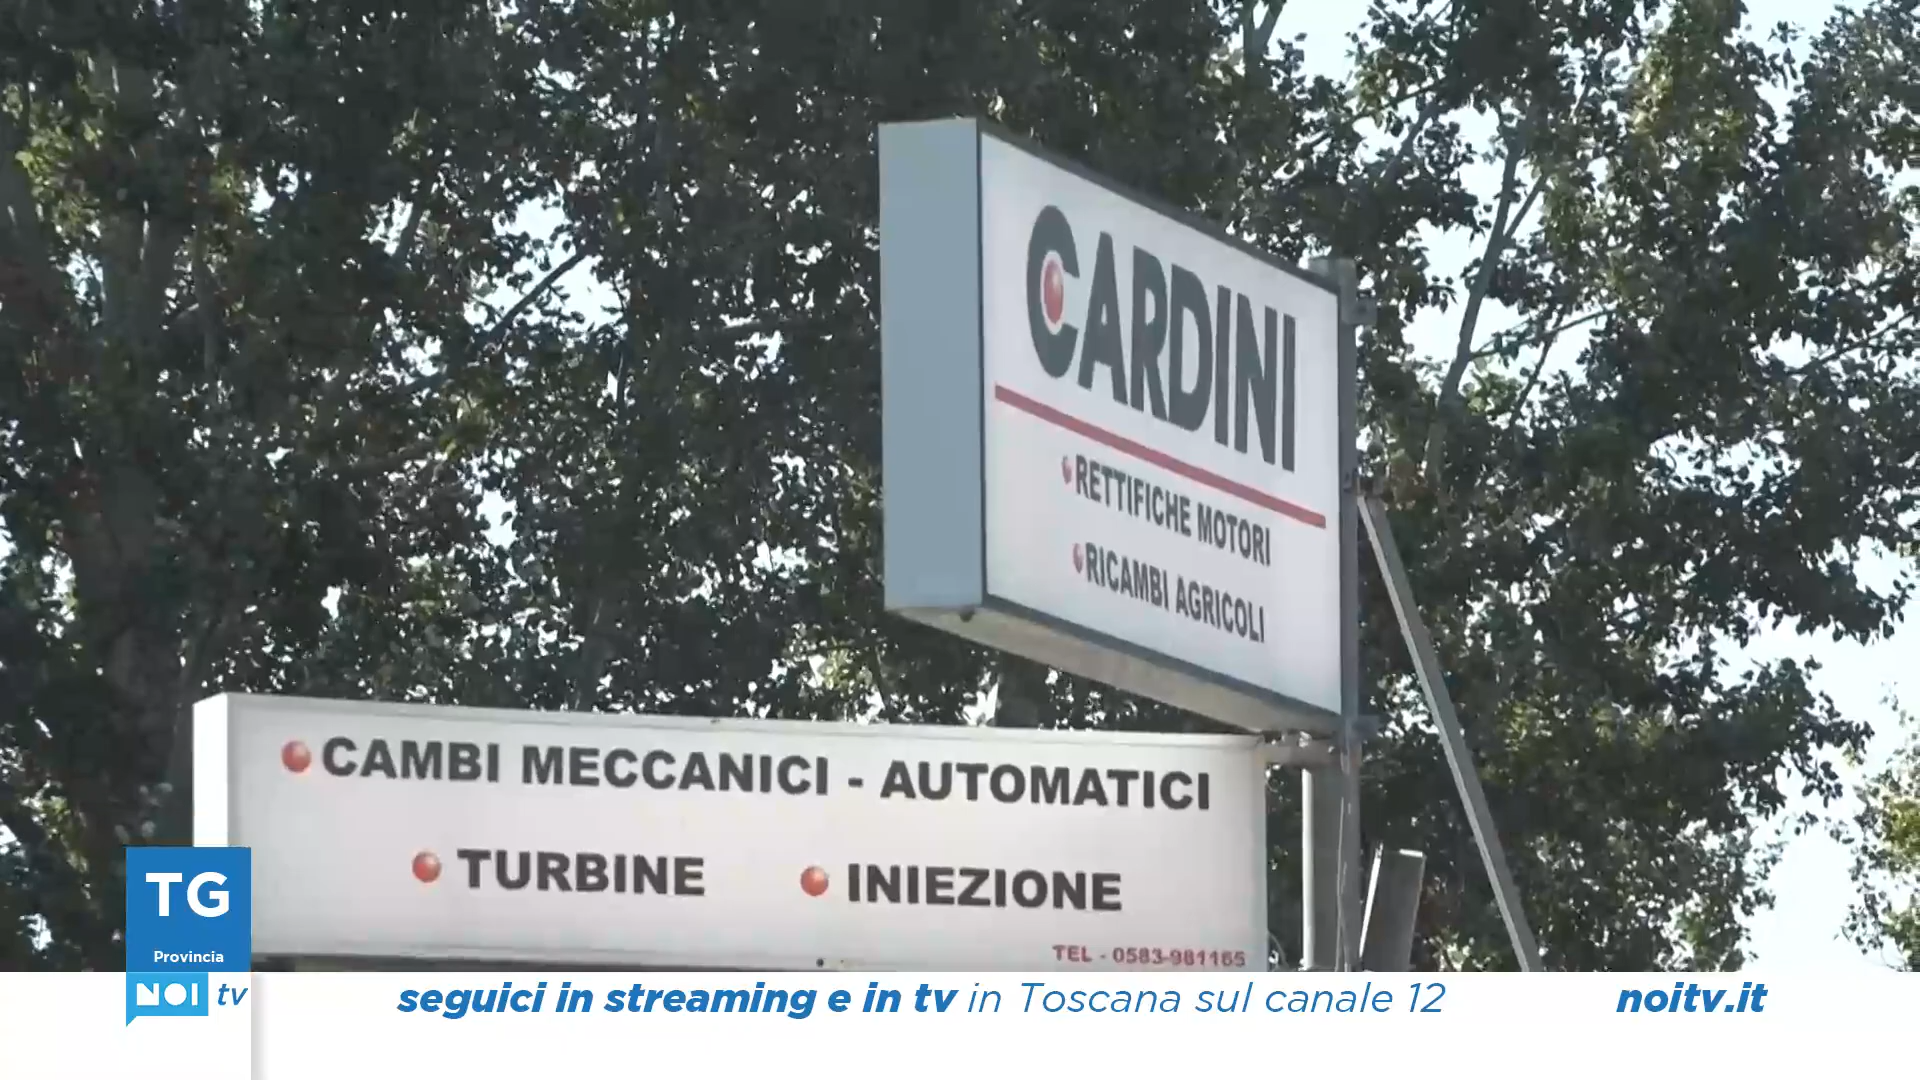 CARDINI
RETTIFICHE MOTORI
RICAMBI AGRICOLI
CAMBI MECCANICI - AUTOMATICI
TURBINE INIEZIONE
TEL - 0583-981165
TG
Provincia
NOI tv
seguici in streaming e in tv in Toscana sul canale 12
noitv.it